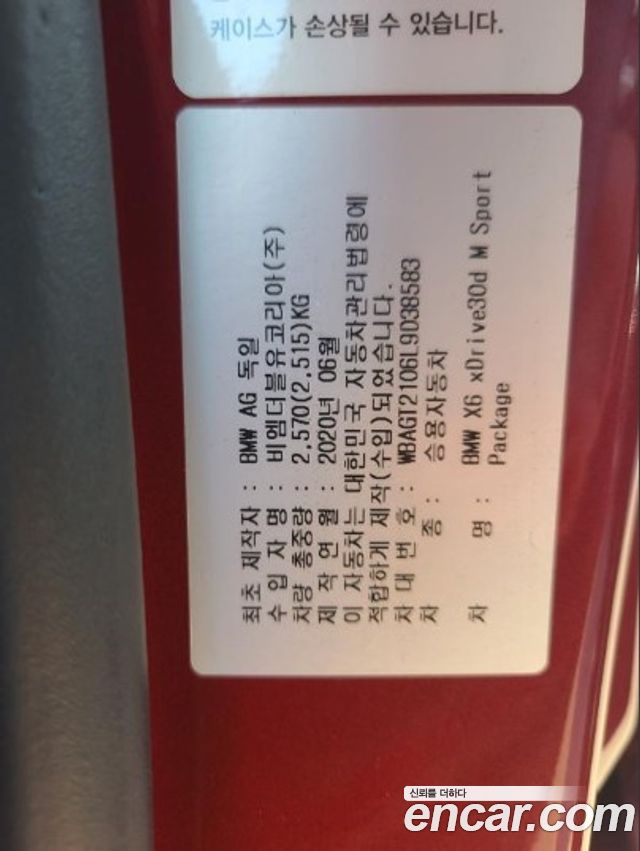 케이스가 손상될 수 있습니다.
최초 제작자 : BMW AG 독일
수 입 자 명 : 비엠더블유코리아(주)
차량 총중량 : 2,570(2,515)KG
제 작 연 월 : 2020년 06월
이 자동차는 대한민국 자동차관리법령에
적합하게 제작(수입)되었습니다.
차 대 번 호 : WBAGT2106L9D38583
차 종 : 승용자동차
차 명 : BMW X6 xDrive30d M Sport
Package
신뢰를 더하다
encar.com